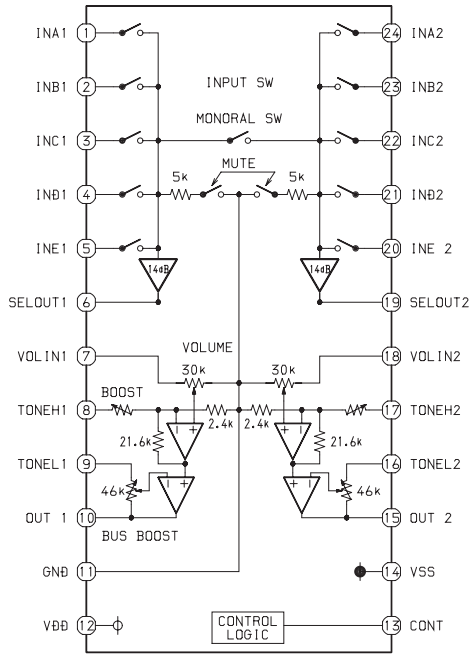 INA1 1 24 INA2
INB1 2 INPUT SW 23 INB2
MONORAL SW
INC1 3 22 INC2
MUTE
5k 5k
IND1 4 21 IND2
INE1 5 20 INE 2
14dB 14dB
SELOUT1 6 19 SELOUT2
VOLUME
VOLIN1 7 18 VOLIN2
30k 30k
BOOST
TONEH1 8 17 TONEH2
2.4k 2.4k
21.6k 21.6k
TONEL1 9 16 TONEL2
46k 46k
OUT 1 10 15 OUT 2
BUS BOOST
GND 11 14 VSS
VDD 12 CONTROL 13 CONT
LOGIC